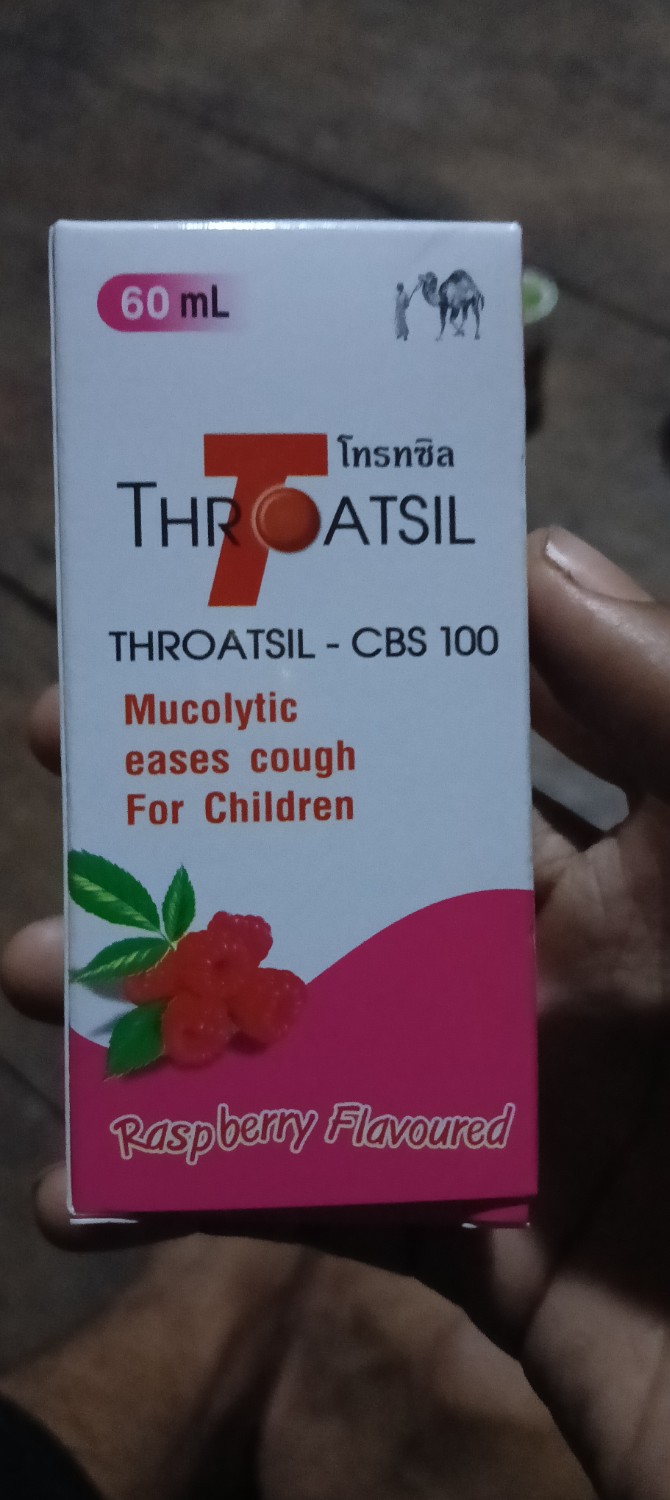 60 mL
โทรทซิล
THROATSIL
THROATSIL - CBS 100
Mucolytic
eases cough
For Children
Raspberry Flavoured